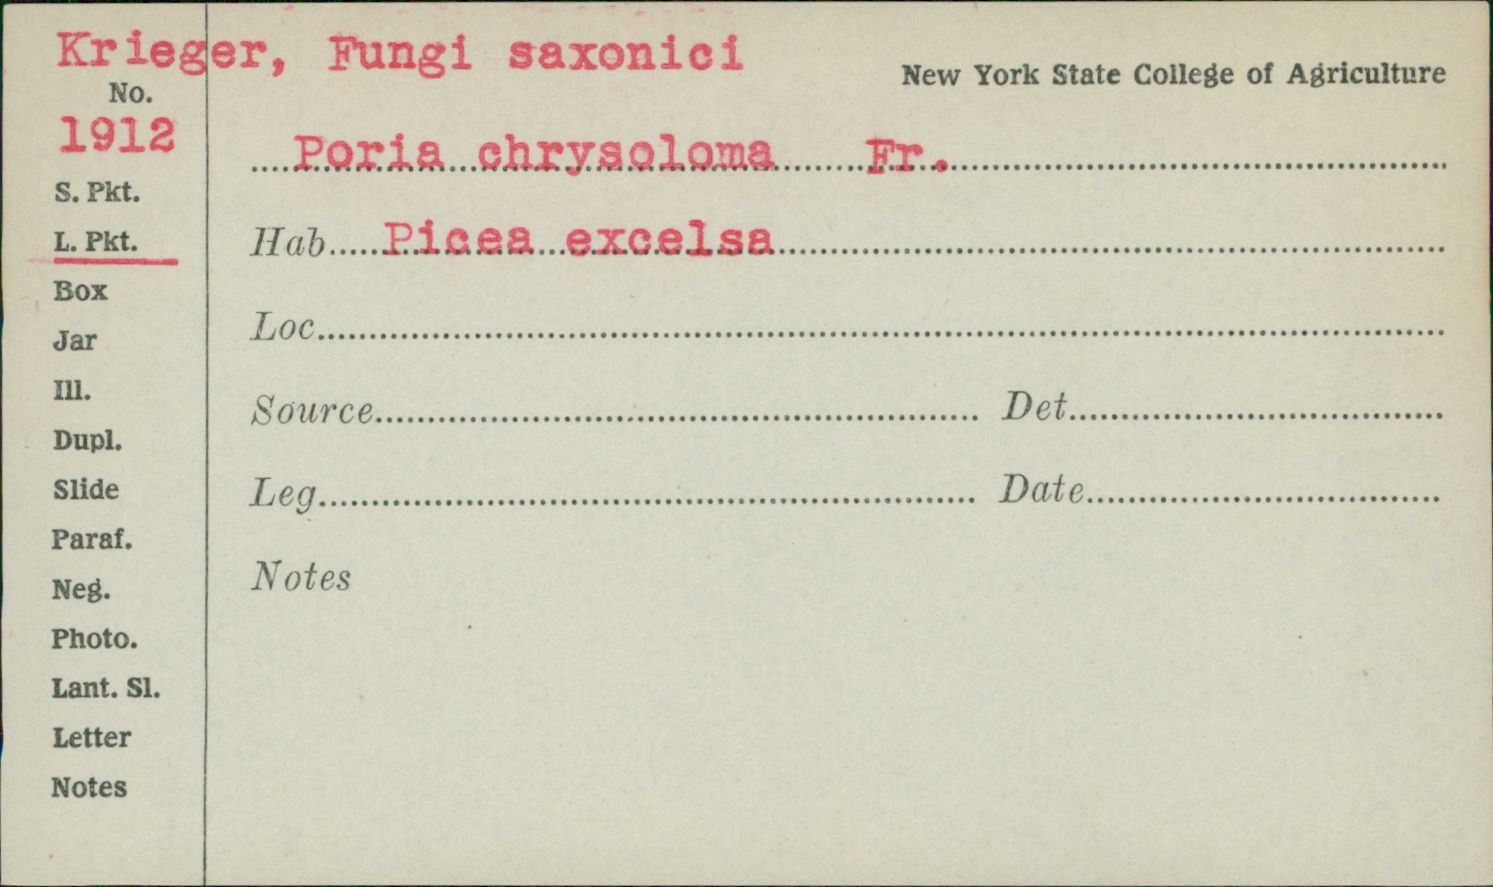 Krieger, Fungi saxonici
New York State College of Agriculture
No.
1912
Poria chrysoloma Fr.
S. Pkt.
L. Pkt.
Hab Picea excelsa
Box
Loc
Jar
Ill.
Source Det
Dupl.
Slide
Leg Date
Paraf.
Notes
Neg.
Photo.
Lant. Sl.
Letter
Notes